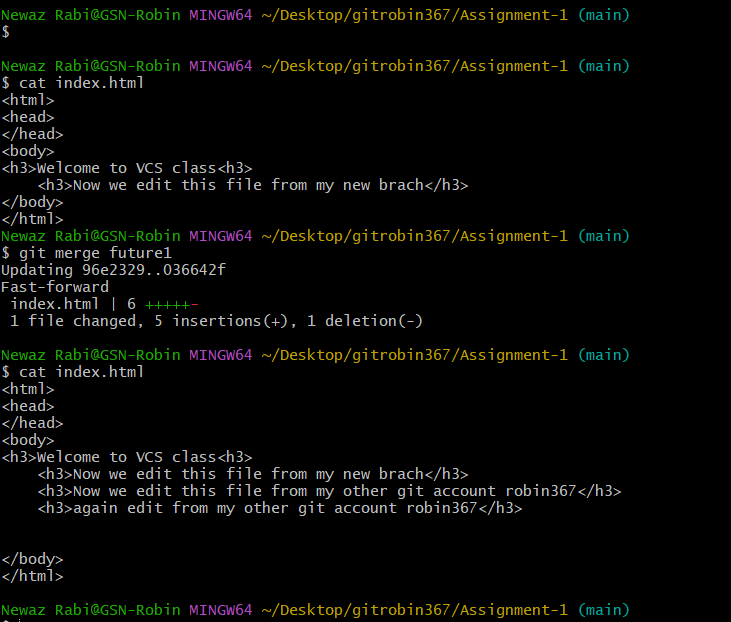 Newaz Rabi@GSN-Robin MINGW64 ~/Desktop/gitrobin367/Assignment-1 (main)
$
Newaz Rabi@GSN-Robin MINGW64 ~/Desktop/gitrobin367/Assignment-1 (main)
$ cat index.html
<html>
<head>
</head>
<body>
<h3>Welcome to VCS class<h3>
    <h3>Now we edit this file from my new brach</h3>
</body>
</html>
Newaz Rabi@GSN-Robin MINGW64 ~/Desktop/gitrobin367/Assignment-1 (main)
$ git merge future1
Updating 96e2329..036642f
Fast-forward
 index.html | 6 +++++-
 1 file changed, 5 insertions(+), 1 deletion(-)
Newaz Rabi@GSN-Robin MINGW64 ~/Desktop/gitrobin367/Assignment-1 (main)
$ cat index.html
<html>
<head>
</head>
<body>
<h3>Welcome to VCS class<h3>
    <h3>Now we edit this file from my new brach</h3>
    <h3>Now we edit this file from my other git account robin367</h3>
    <h3>again edit from my other git account robin367</h3>
</body>
</html>
Newaz Rabi@GSN-Robin MINGW64 ~/Desktop/gitrobin367/Assignment-1 (main)